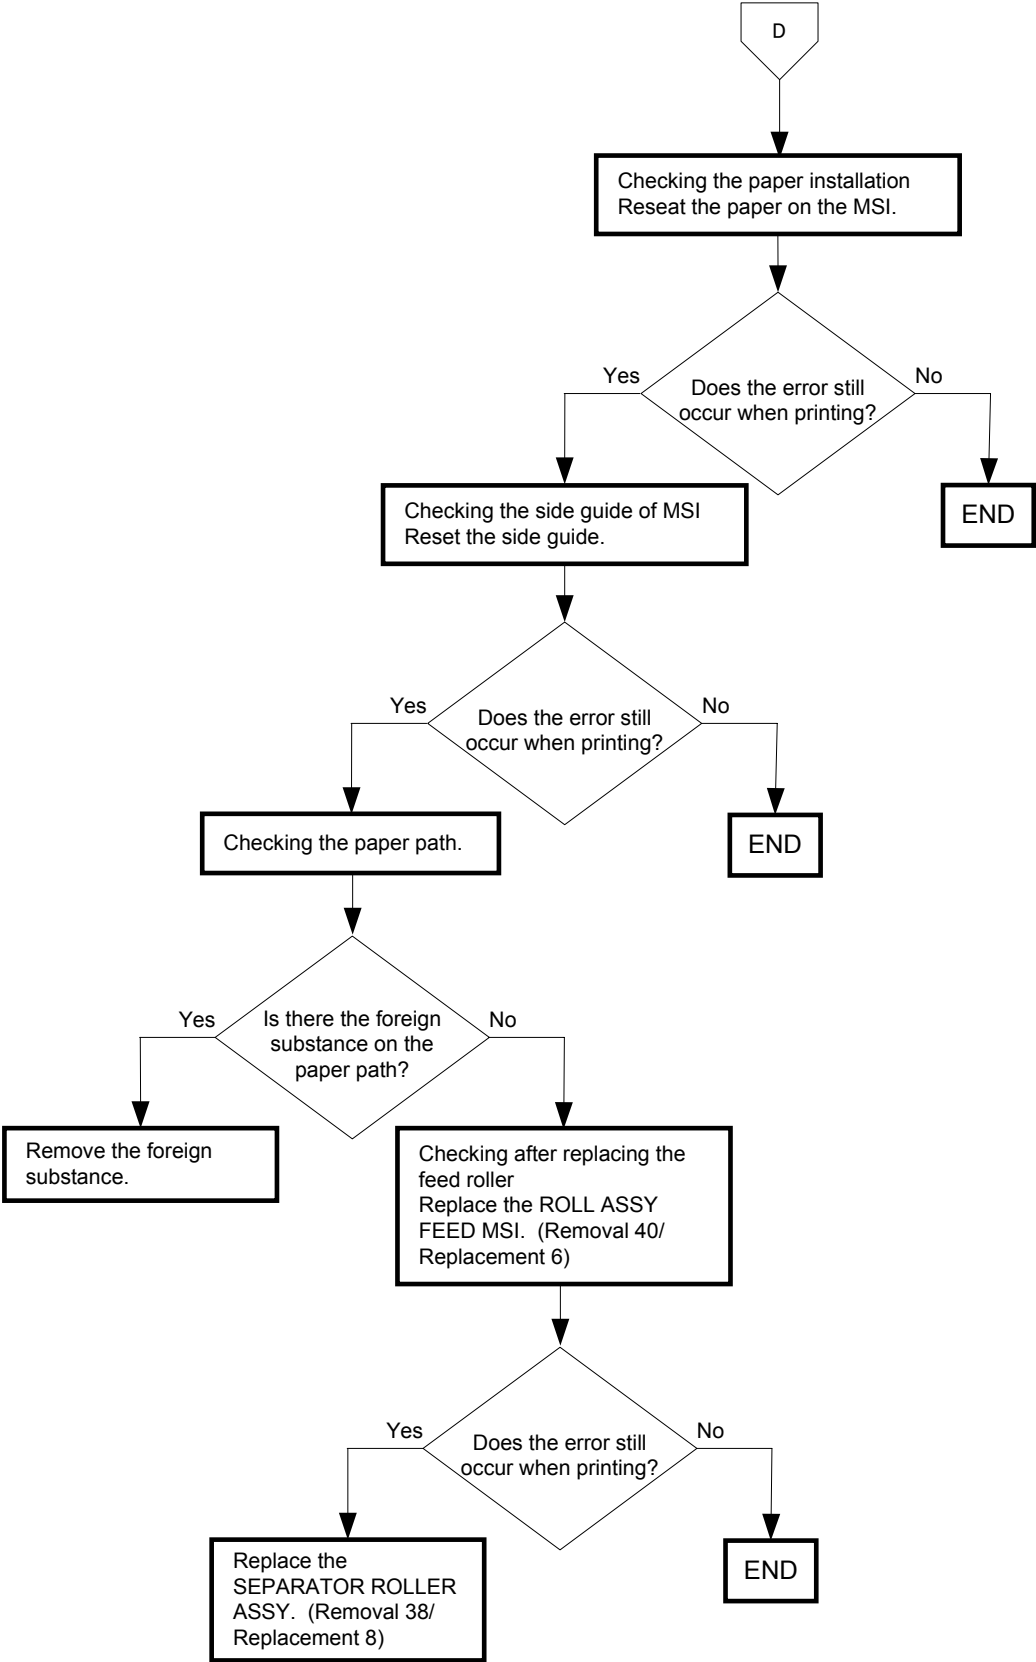 D
Checking the paper installation
Reseat the paper on the MSI.
Yes
No
Does the error still
occur when printing?
Checking the side guide of MSI
Reset the side guide.
END
Yes
No
Does the error still
occur when printing?
Checking the paper path.
END
Yes
No
Is there the foreign
substance on the
paper path?
Remove the foreign
substance.
Checking after replacing the
feed roller
Replace the ROLL ASSY
FEED MSI.  (Removal 40/
Replacement 6)
Yes
No
Does the error still
occur when printing?
Replace the
SEPARATOR ROLLER
ASSY.  (Removal 38/
Replacement 8)
END